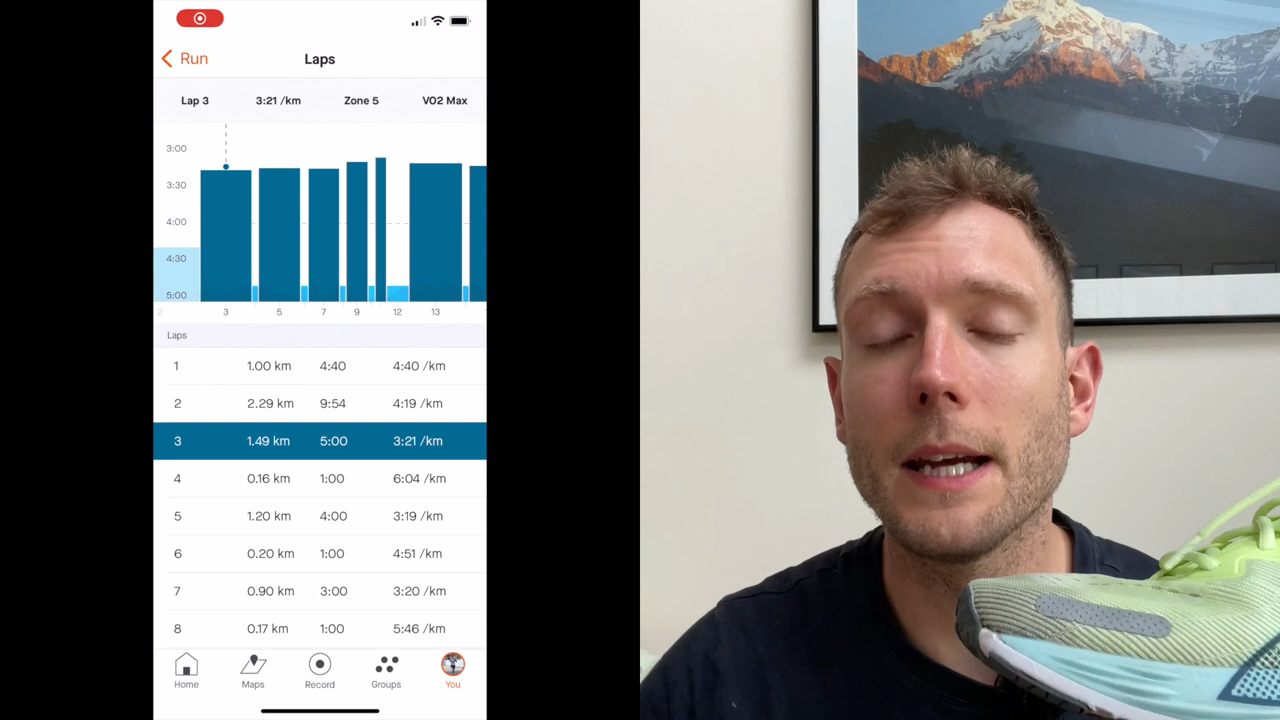 Run
Laps
Lap 3 3:21 /km Zone 5 VO2 Max
3:00
3:30
4:00
4:30
5:00
2 3 5 7 9 12 13
Laps
1 1.00 km 4:40 4:40 /km
2 2.29 km 9:54 4:19 /km
3 1.49 km 5:00 3:21 /km
4 0.16 km 1:00 6:04 /km
5 1.20 km 4:00 3:19 /km
6 0.20 km 1:00 4:51 /km
7 0.90 km 3:00 3:20 /km
8 0.17 km 1:00 5:46 /km
Home Maps Record Groups You